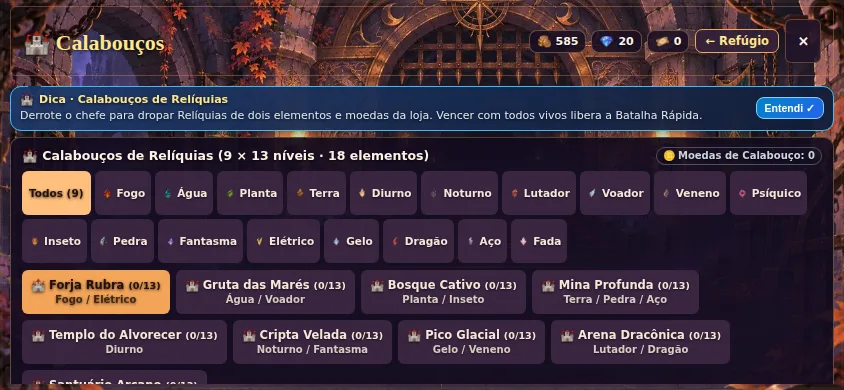 Calabouços
585
20
0
← Refúgio
×
Dica · Calabouços de Relíquias
Derrote o chefe para dropar Relíquias de dois elementos e moedas da loja. Vencer com todos vivos libera a Batalha Rápida.
Entendi ✓
Calabouços de Relíquias (9 × 13 níveis · 18 elementos)
Moedas de Calabouço: 0
Todos (9)
Fogo
Água
Planta
Terra
Diurno
Noturno
Lutador
Voador
Veneno
Psíquico
Inseto
Pedra
Fantasma
Elétrico
Gelo
Dragão
Aço
Fada
Forja Rubra (0/13)
Fogo / Elétrico
Gruta das Marés (0/13)
Água / Voador
Bosque Cativo (0/13)
Planta / Inseto
Mina Profunda (0/13)
Terra / Pedra / Aço
Templo do Alvorecer (0/13)
Diurno
Cripta Velada (0/13)
Noturno / Fantasma
Pico Glacial (0/13)
Gelo / Veneno
Arena Dracônica (0/13)
Lutador / Dragão
Santuário Arcano (0/13)